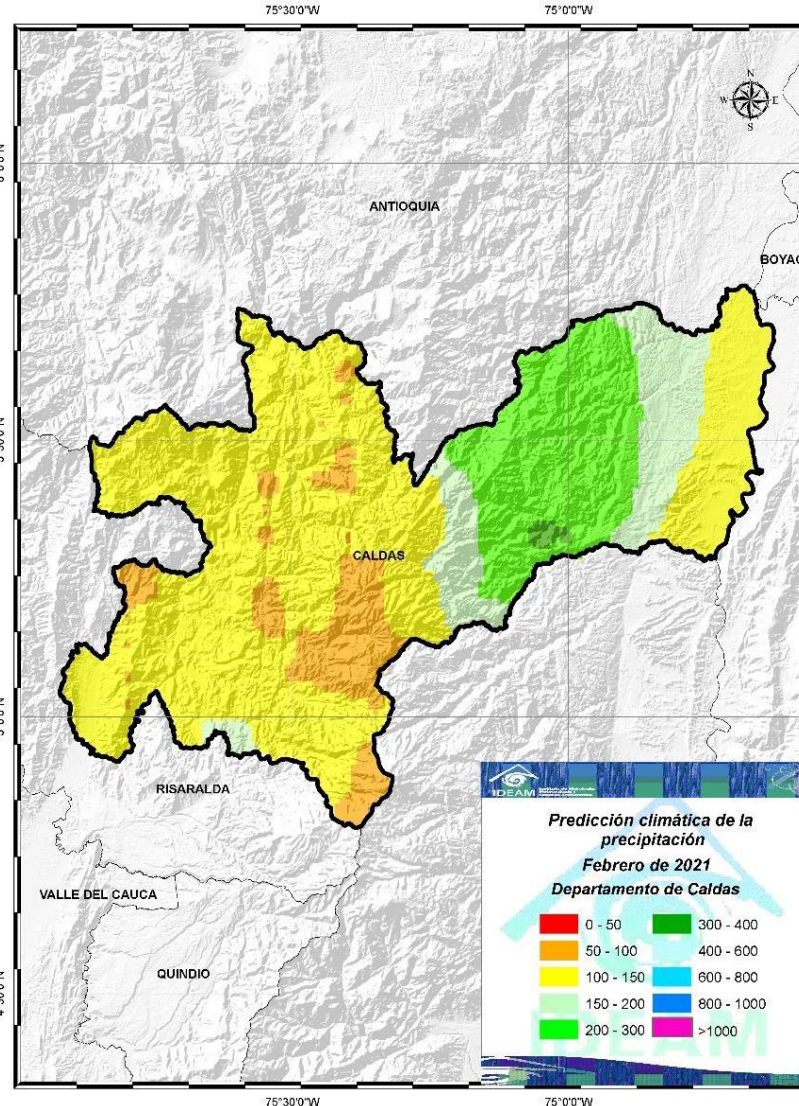 75°30'0"W 75°0'0"W
N
W E
S
ANTIOQUIA
BOYAC
CALDAS
RISARALDA
VALLE DEL CAUCA
QUINDIO
IDEAM
Predicción climática de la
precipitación
Febrero de 2021
Departamento de Caldas
0 - 50 300 - 400
50 - 100 400 - 600
100 - 150 600 - 800
150 - 200 800 - 1000
200 - 300 >1000
IDEAM
75°30'0"W 75°0'0"W